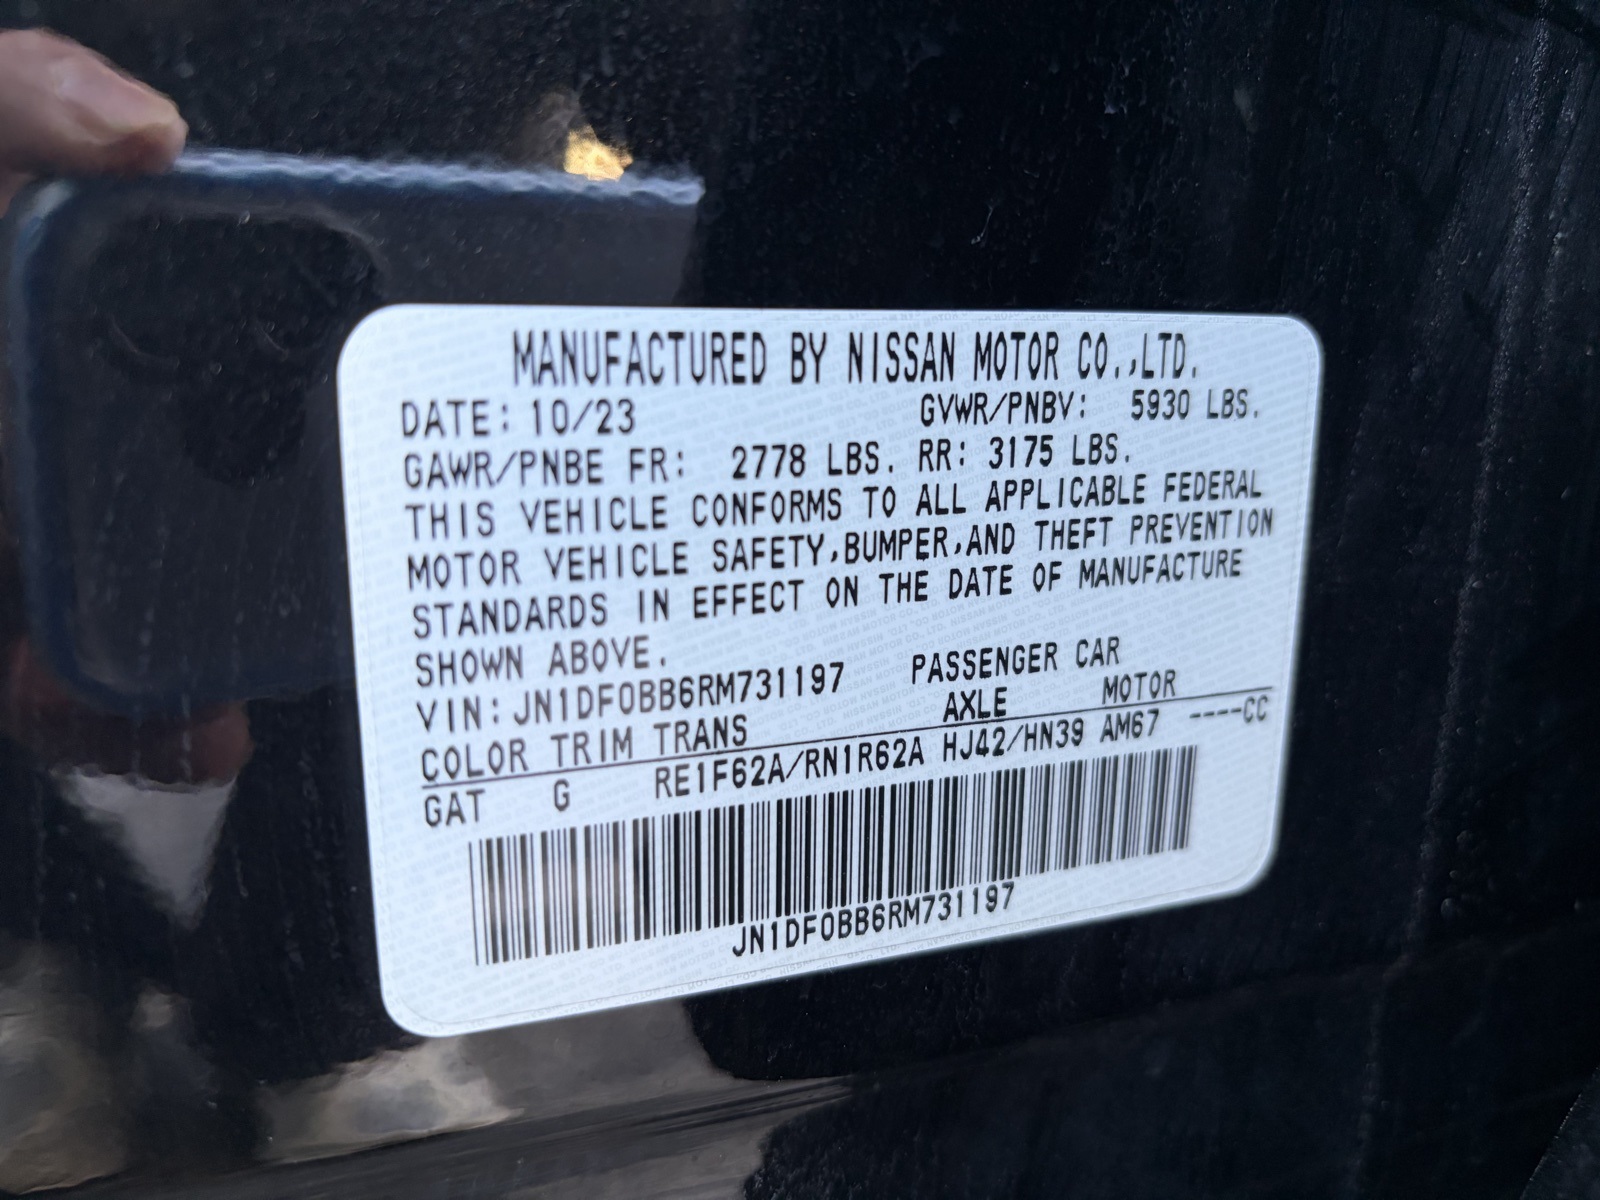 MANUFACTURED BY NISSAN MOTOR CO.,LTD.
DATE: 10/23 GVWR/PNBV: 5930 LBS.
GAWR/PNBE FR: 2778 LBS. RR: 3175 LBS.
THIS VEHICLE CONFORMS TO ALL APPLICABLE FEDERAL
MOTOR VEHICLE SAFETY,BUMPER,AND THEFT PREVENTION
STANDARDS IN EFFECT ON THE DATE OF MANUFACTURE
SHOWN ABOVE.
VIN: JN1DF0BB6RM731197 PASSENGER CAR
COLOR TRIM TRANS AXLE MOTOR
GAT G RE1F62A/RN1R62A HJ42/HN39 AM67 ----CC
JN1DF0BB6RM731197